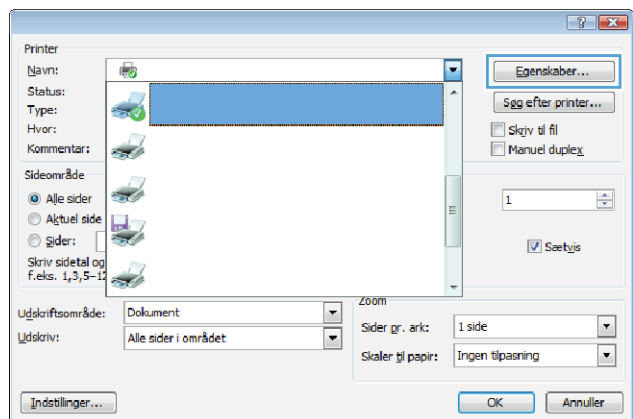 Printer
Navn:
Egenskaber...
Status:
Type:
Søg efter printer...
Hvor:
Skriv til fil
Kommentar:
Manuel duplex
Sideområde
Alle sider
1
Aktuel side
Sider:
Sætvis
Skriv sidetal og
f.eks. 1,3,5–12
Zoom
Udskriftsområde:
Dokument
Sider pr. ark:
1 side
Udskriv:
Alle sider i området
Skaler til papir:
Ingen tilpasning
Indstillinger...
OK
Annuller